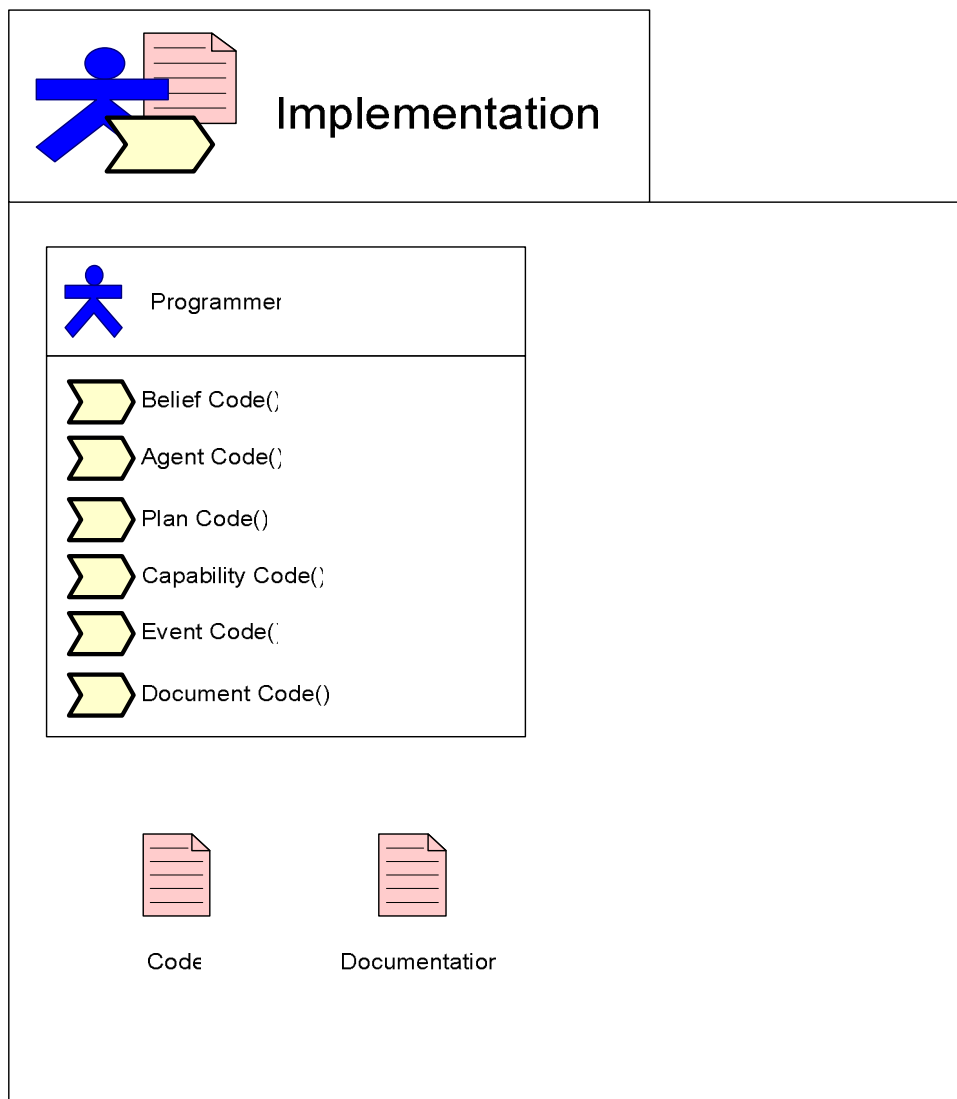 Implementation
Programmer
Belief Code()
Agent Code()
Plan Code()
Capability Code()
Event Code()
Document Code()
Code
Documentation